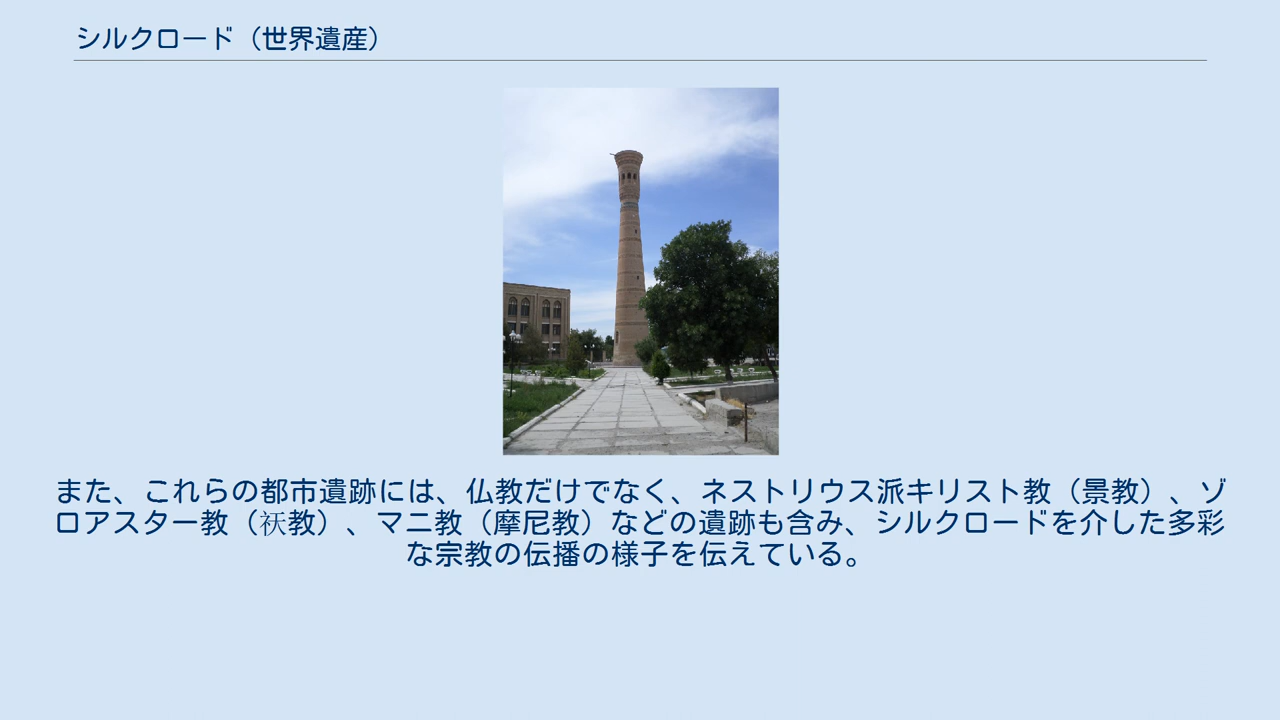 シルクロード（世界遺産）
また、これらの都市遺跡には、仏教だけでなく、ネストリウス派キリスト教（景教）、ゾ
ロアスター教（祆教）、マニ教（摩尼教）などの遺跡も含み、シルクロードを介した多彩
な宗教の伝播の様子を伝えている。